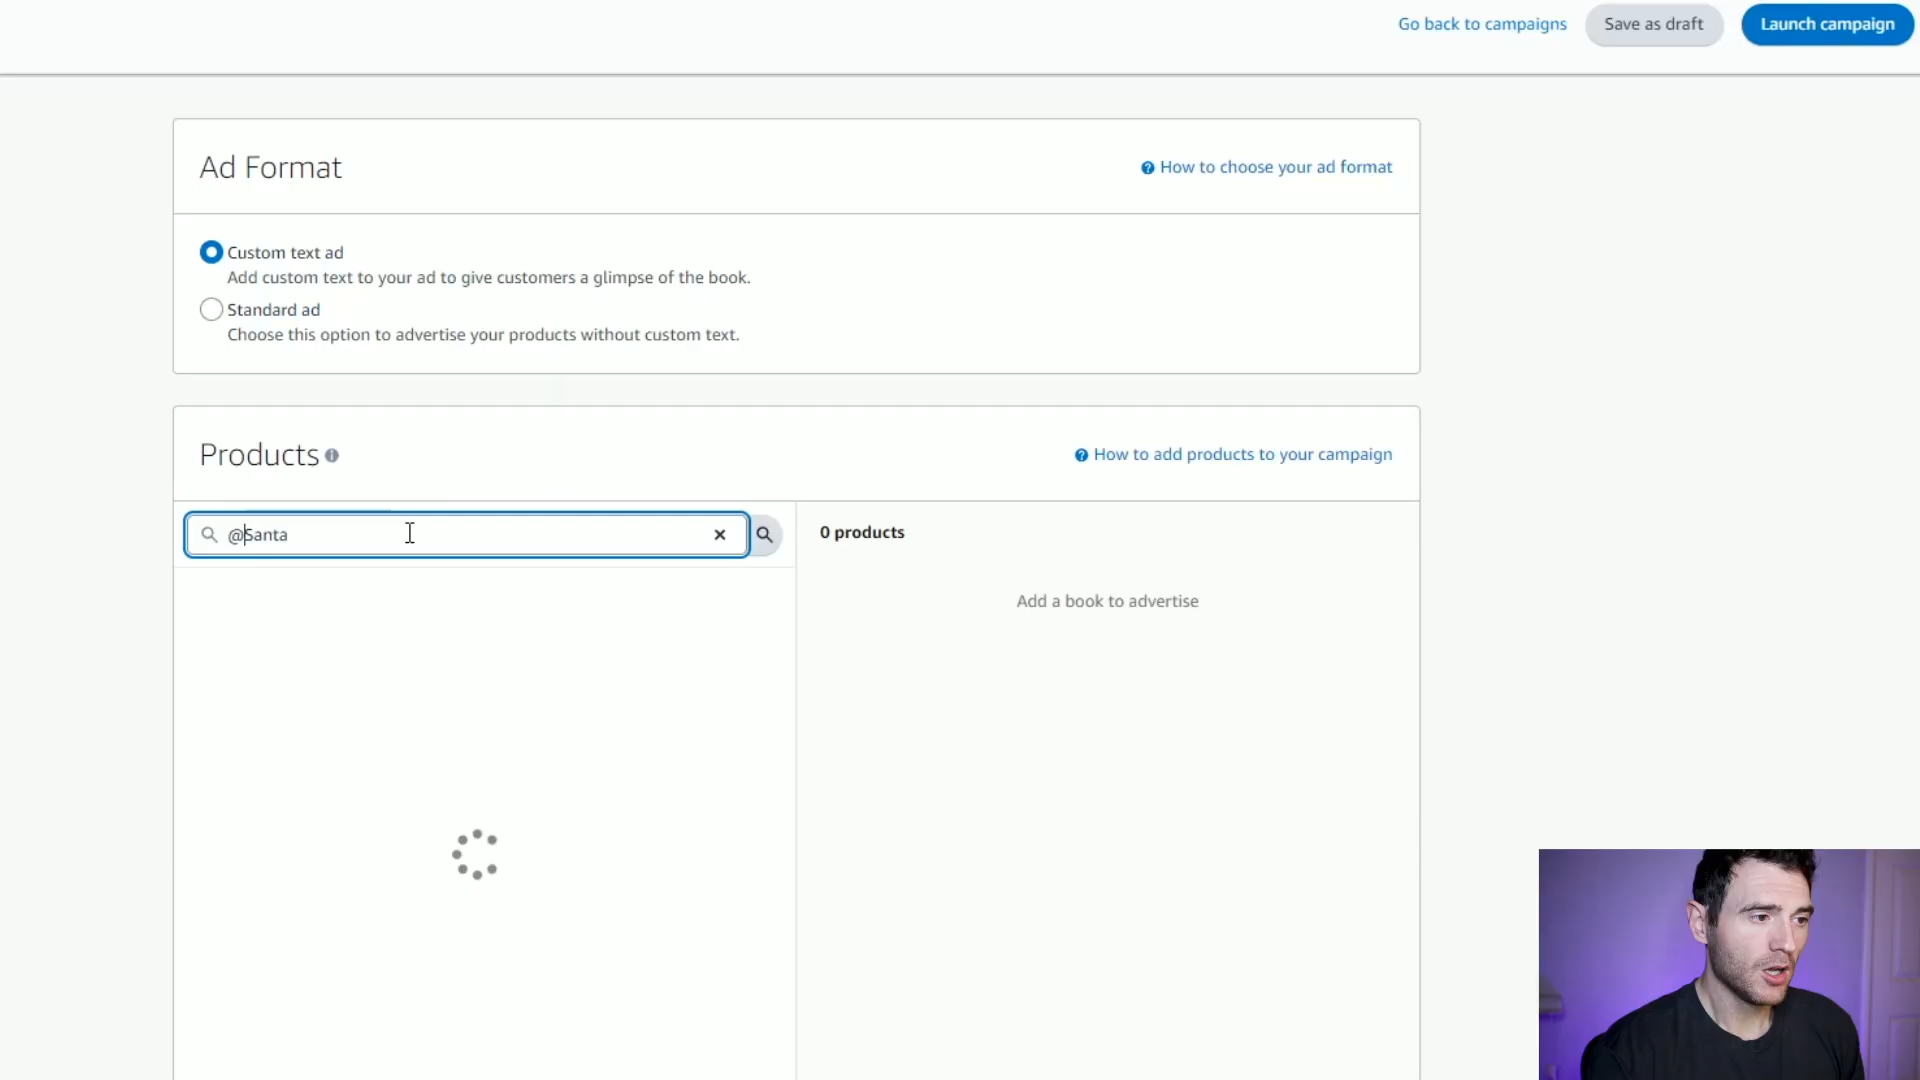 Go back to campaigns
Save as draft
Launch campaign
Ad Format
How to choose your ad format
Custom text ad
Add custom text to your ad to give customers a glimpse of the book.
Standard ad
Choose this option to advertise your products without custom text.
Products
How to add products to your campaign
@Santa
0 products
Add a book to advertise